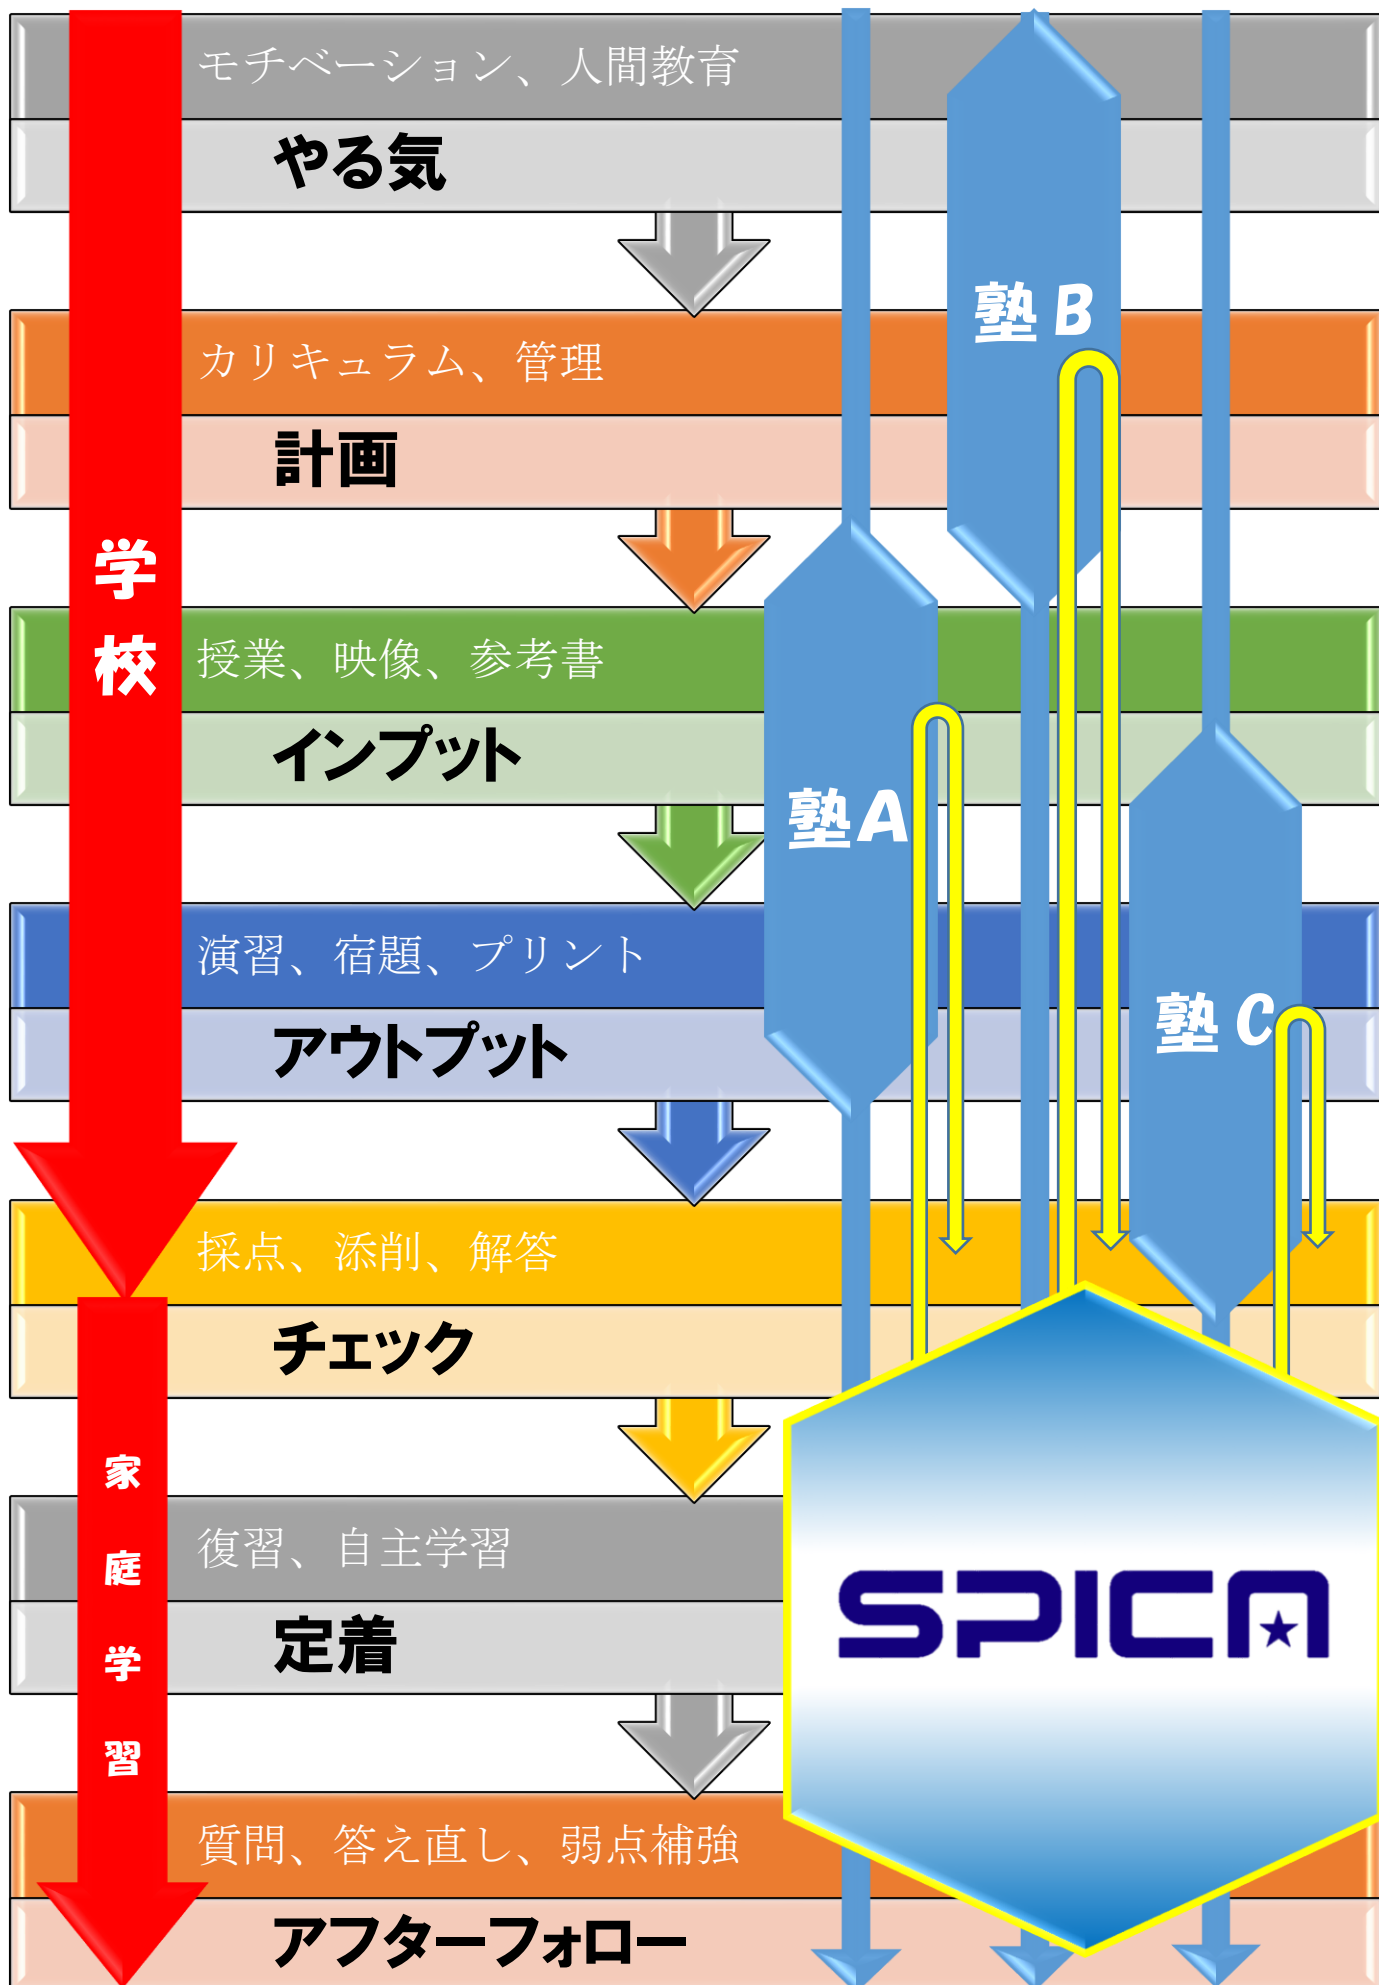 モチベーション、人間教育
やる気
カリキュラム、管理
計画
授業、映像、参考書
インプット
演習、宿題、プリント
アウトプット
採点、添削、解答
チェック
復習、自主学習
定着
質問、答え直し、弱点補強
アフターフォロー
学校
家庭学習
塾A
塾B
塾C
SPICA